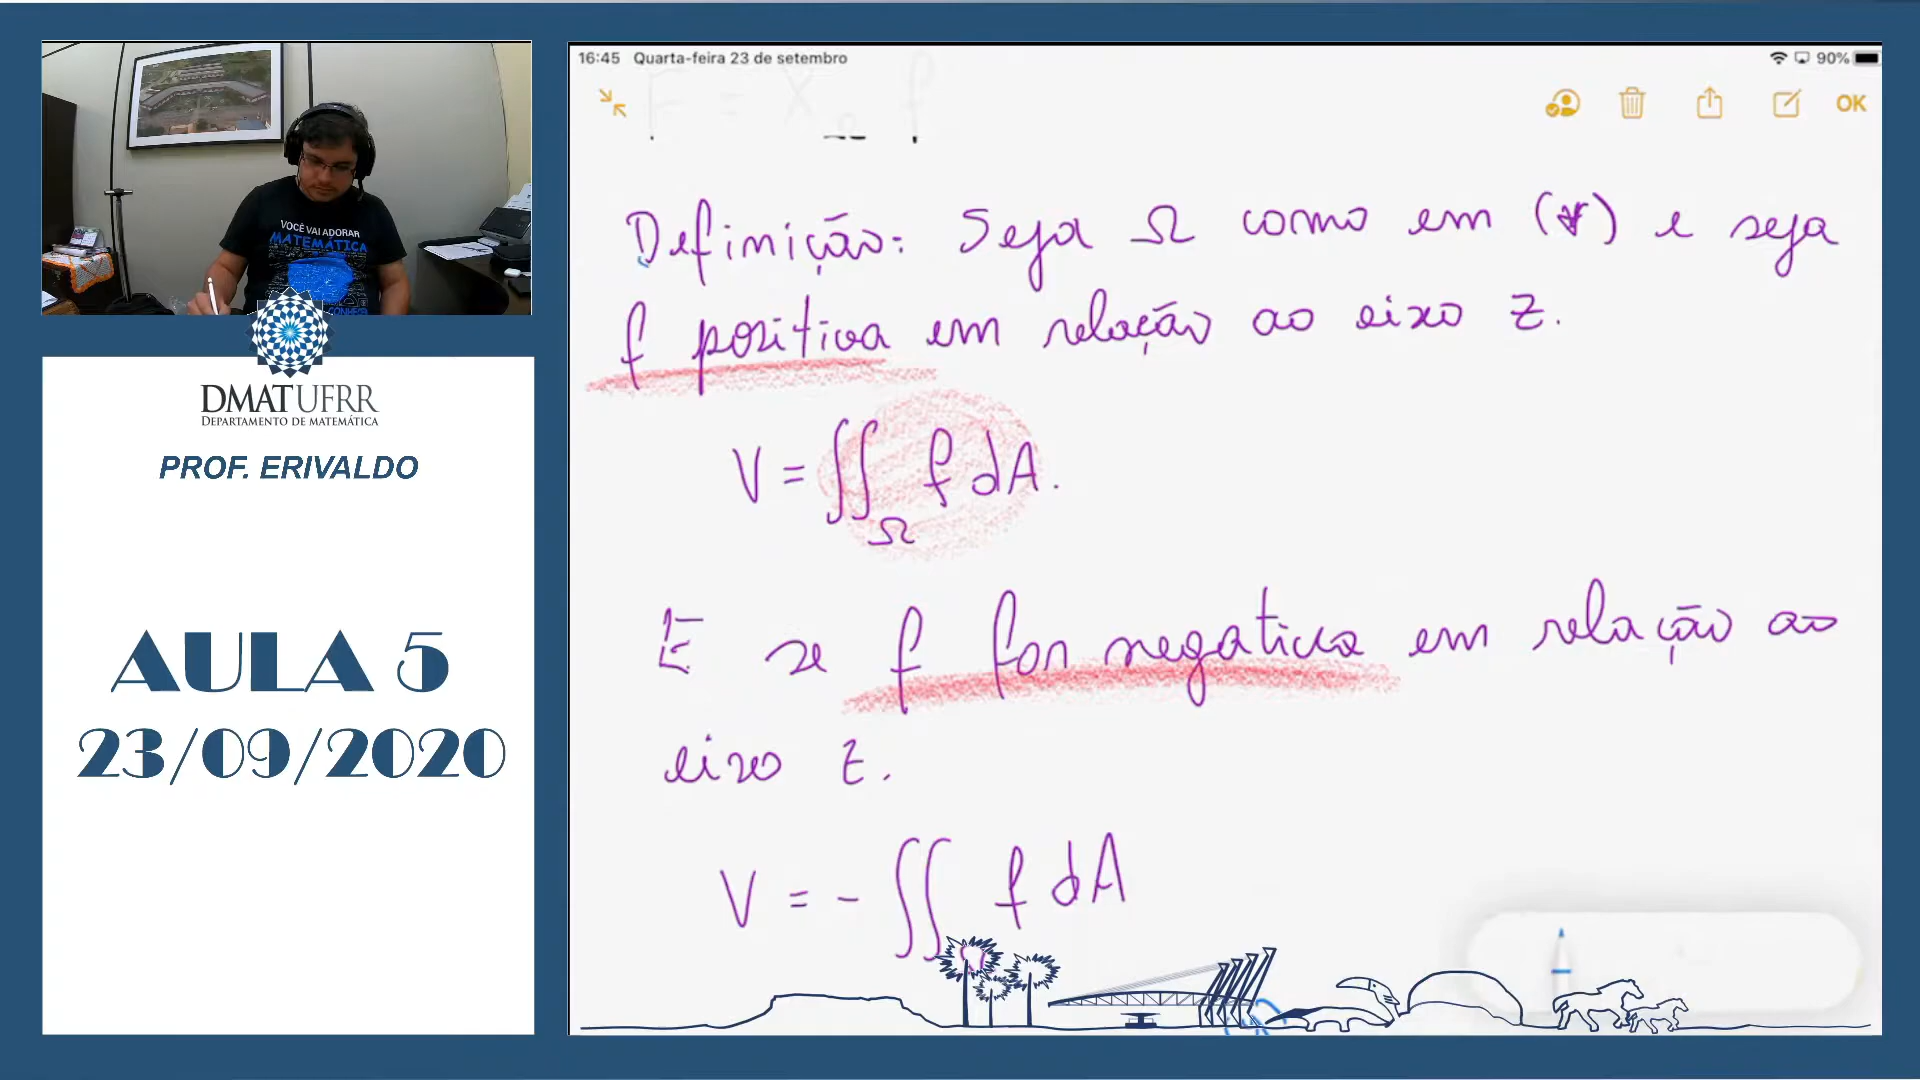 16:45 Quarta-feira 23 de setembro
90%
OK
VOCÊ VAI ADORAR
MATEMÁTICA
DMATUFRR
DEPARTAMENTO DE MATEMÁTICA
PROF. ERIVALDO
AULA 5
23/09/2020
Definição: Seja Ω como em (*) e seja
f positiva em relação ao eixo z.
V = ∬_Ω f dA.
E se f for negativa em relação ao
eixo z.
V = - ∬ f dA